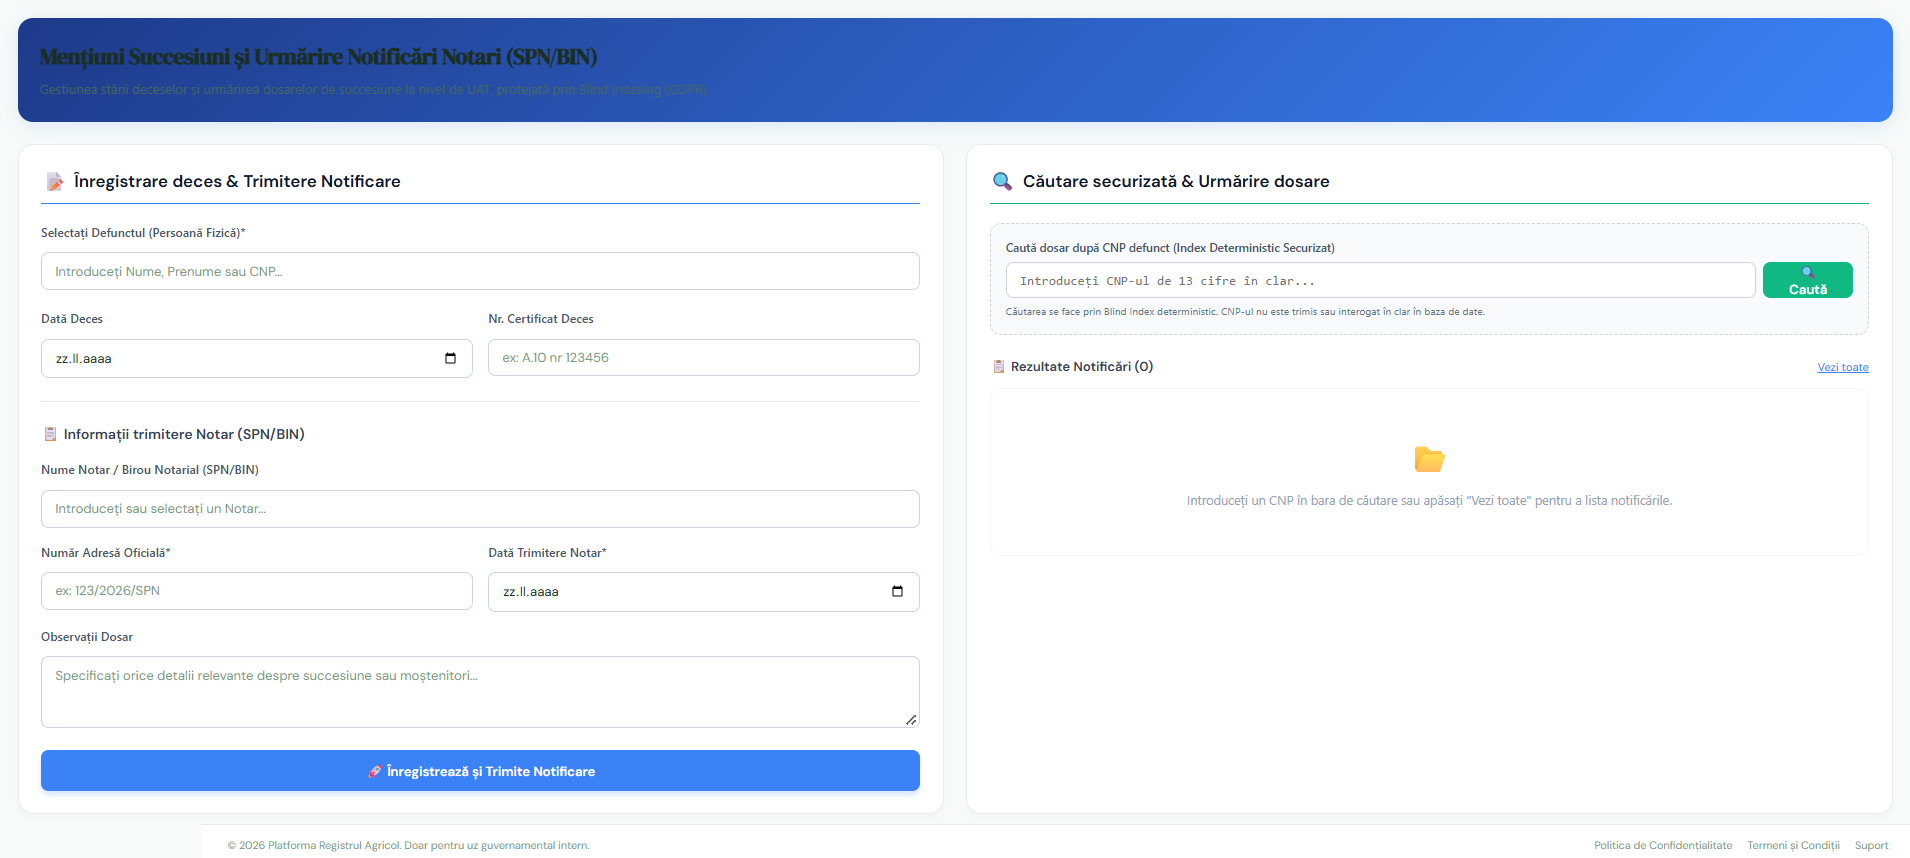 Mențiuni Succesiuni și Urmărire Notificări Notari (SPN/BIN)
Gestiunea stării deceselor și urmărirea dosarelor de succesiune la nivel de UAT, protejată prin Blind Indexing (GDPR).
Înregistrare deces & Trimitere Notificare
Selectați Defunctul (Persoană Fizică)*
Introduceți Nume, Prenume sau CNP...
Dată Deces
Nr. Certificat Deces
zz.ll.aaaa
ex: A.10 nr 123456
Informații trimitere Notar (SPN/BIN)
Nume Notar / Birou Notarial (SPN/BIN)
Introduceți sau selectați un Notar...
Număr Adresă Oficială*
Dată Trimitere Notar*
ex: 123/2026/SPN
zz.ll.aaaa
Observații Dosar
Specificați orice detalii relevante despre succesiune sau moștenitori...
Înregistrează și Trimite Notificare
Căutare securizată & Urmărire dosare
Caută dosar după CNP defunct (Index Deterministic Securizat)
Introduceți CNP-ul de 13 cifre în clar...
Caută
Căutarea se face prin Blind Index deterministic. CNP-ul nu este trimis sau interogat în clar în baza de date.
Rezultate Notificări (0)
Vezi toate
Introduceți un CNP în bara de căutare sau apăsați "Vezi toate" pentru a lista notificările.
© 2026 Platforma Registrul Agricol. Doar pentru uz guvernamental intern.
Politica de Confidențialitate
Termeni și Condiții
Suport